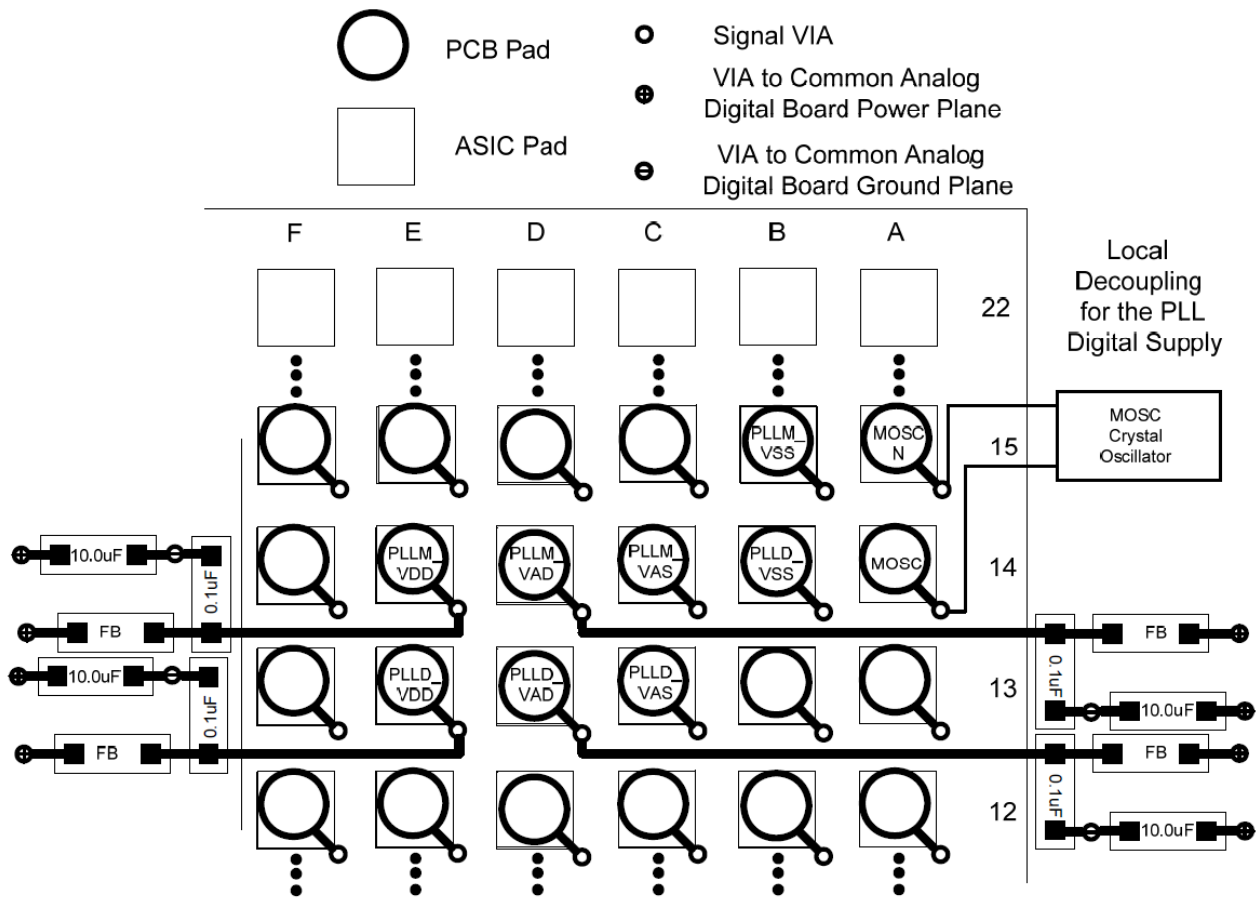 PCB Pad
ASIC Pad
Signal VIA
VIA to Common Analog
Digital Board Power Plane
VIA to Common Analog
Digital Board Ground Plane
F E D C B A
Local
Decoupling
for the PLL
Digital Supply
22
PLLM_
VSS
MOSC
N
15
MOSC
Crystal
Oscillator
10.0uF
0.1uF
FB
PLLM_
VDD
PLLM_
VAD
PLLM_
VAS
PLLD_
VSS
MOSC
14
FB
0.1uF
10.0uF
10.0uF
0.1uF
FB
PLLD_
VDD
PLLD_
VAD
PLLD_
VAS
13
FB
0.1uF
10.0uF
12